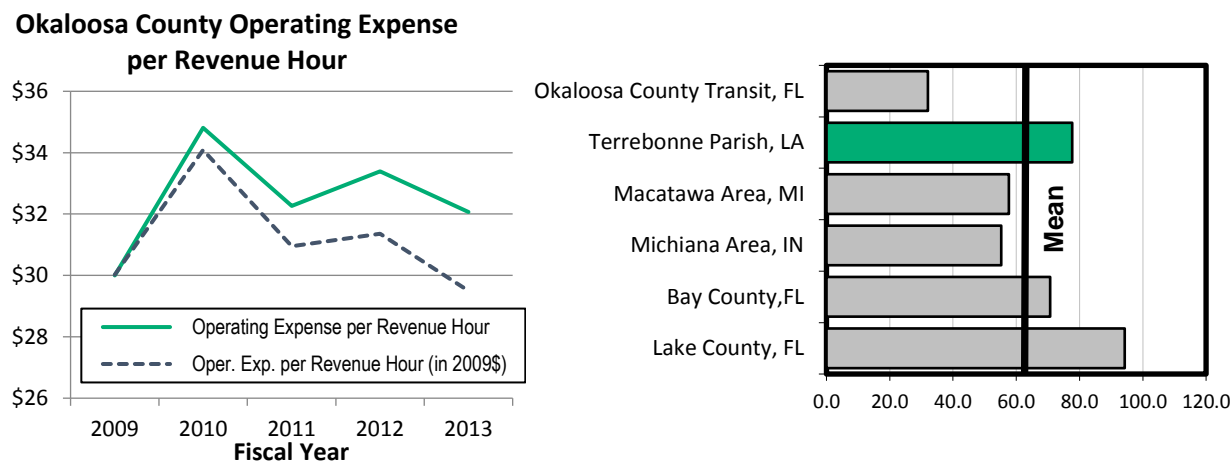 Okaloosa County Operating Expense
per Revenue Hour
$36
$34
$32
$30
$28
$26
Operating Expense per Revenue Hour
Oper. Exp. per Revenue Hour (in 2009$)
2009 2010 2011 2012 2013
Fiscal Year
Okaloosa County Transit, FL
Terrebonne Parish, LA
Macatawa Area, MI
Michiana Area, IN
Bay County,FL
Lake County, FL
Mean
0.0 20.0 40.0 60.0 80.0 100.0 120.0